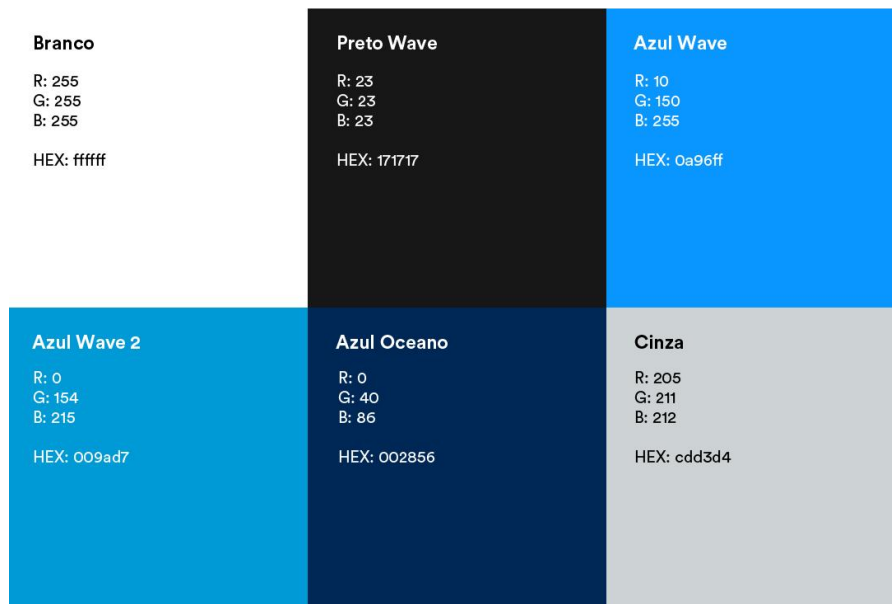 Branco
R: 255
G: 255
B: 255
HEX: ffffff
Preto Wave
R: 23
G: 23
B: 23
HEX: 171717
Azul Wave
R: 10
G: 150
B: 255
HEX: 0a96ff
Azul Wave 2
R: 0
G: 154
B: 215
HEX: 009ad7
Azul Oceano
R: 0
G: 40
B: 86
HEX: 002856
Cinza
R: 205
G: 211
B: 212
HEX: cdd3d4